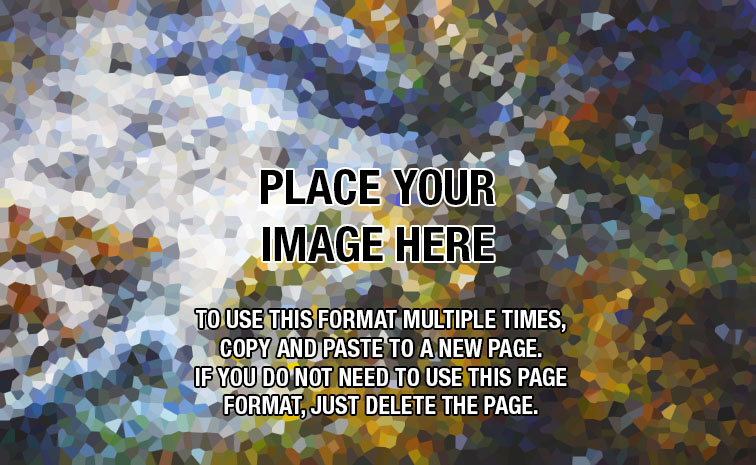 PLACE YOUR
IMAGE HERE
TO USE THIS FORMAT MULTIPLE TIMES,
COPY AND PASTE TO A NEW PAGE.
IF YOU DO NOT NEED TO USE THIS PAGE
FORMAT, JUST DELETE THE PAGE.